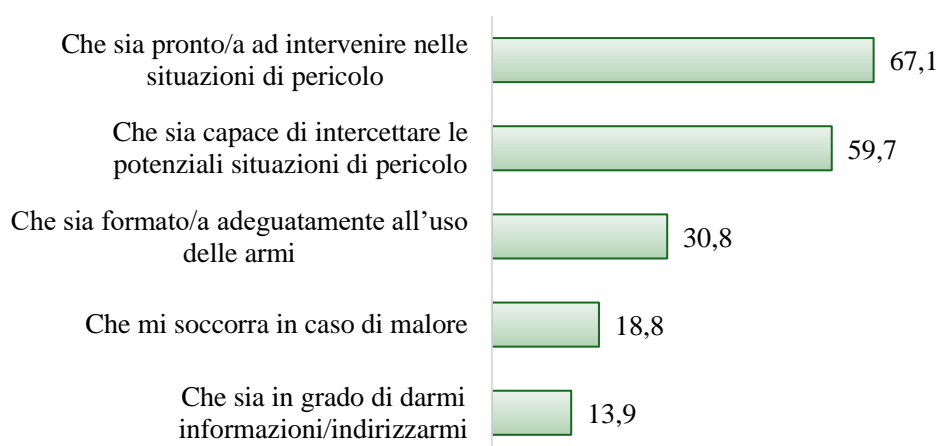 Che sia pronto/a ad intervenire nelle
situazioni di pericolo
67,1
Che sia capace di intercettare le
potenziali situazioni di pericolo
59,7
Che sia formato/a adeguatamente all’uso
delle armi
30,8
Che mi soccorra in caso di malore
18,8
Che sia in grado di darmi
informazioni/indirizzarmi
13,9